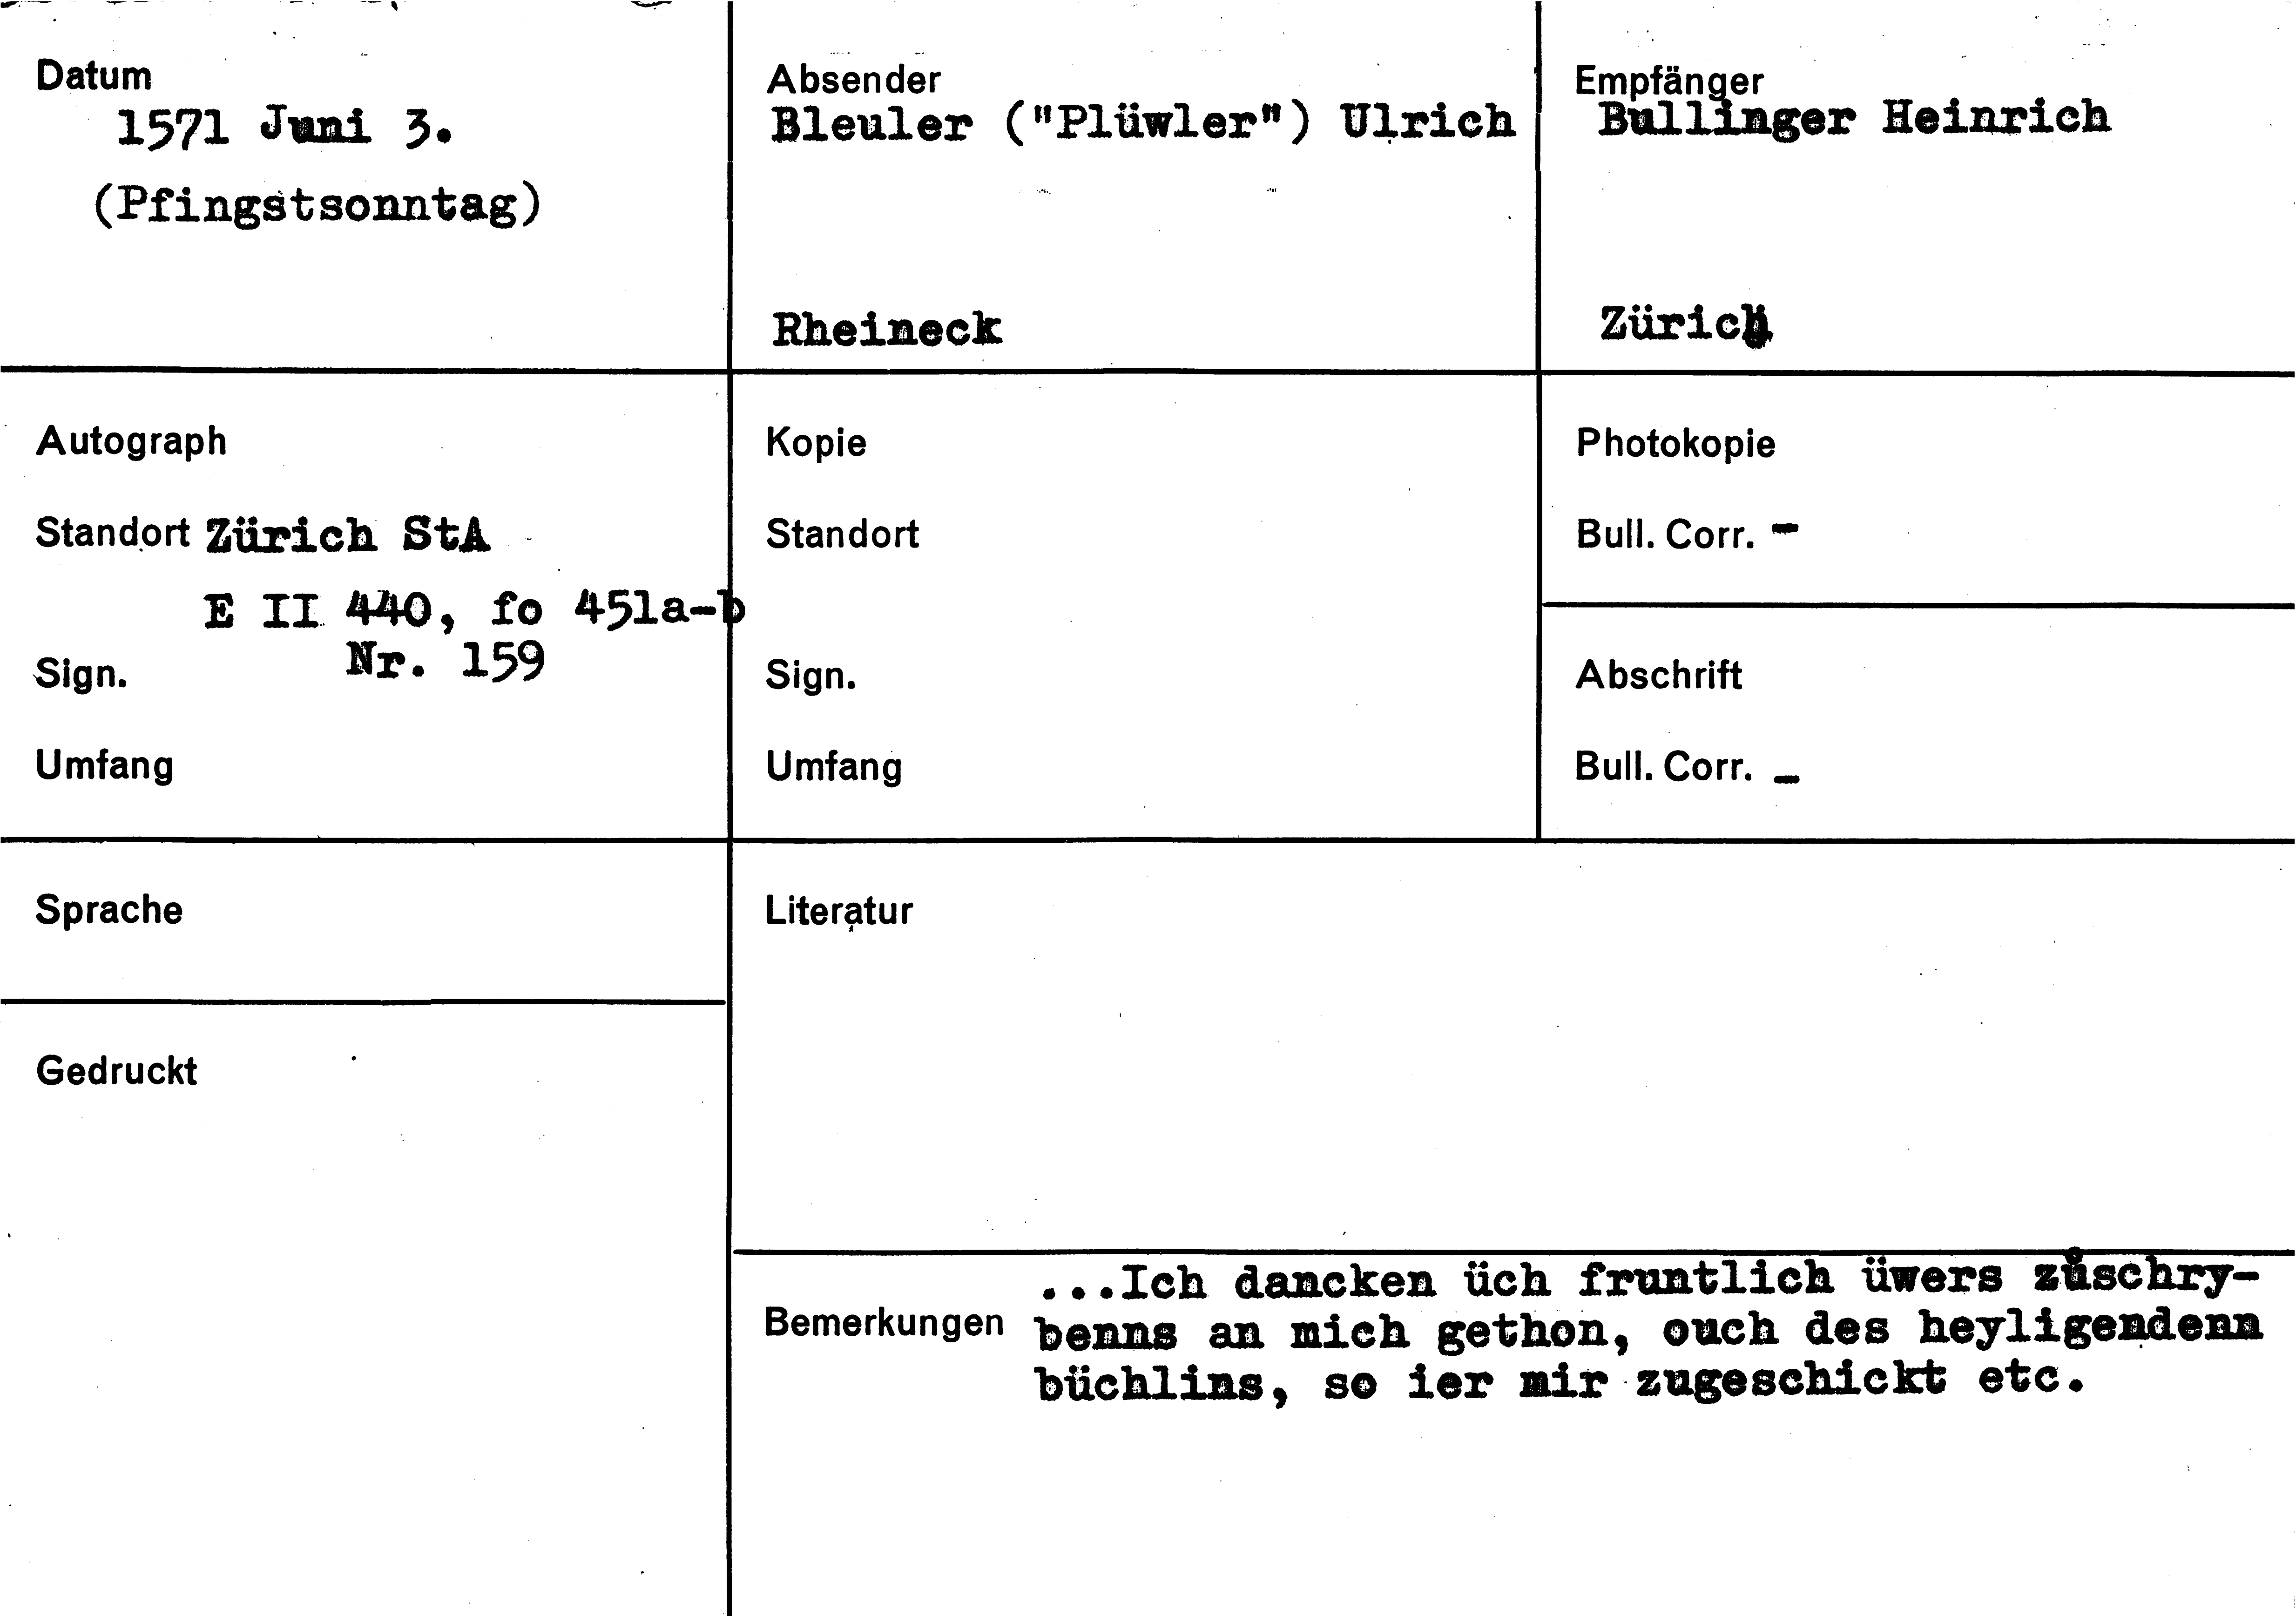 Datum
1571 Juni 3.
(Pfingstsonntag)
Absender
Bleuler ("Plüwler") Ulrich
Rheineck
Empfänger
Bullinger Heinrich
Zürich
Autograph
Standort Zürich StA
E II 440, fo 451a-b
Nr. 159
Sign.
Umfang
Kopie
Standort
Sign.
Umfang
Photokopie
Bull. Corr. -
Abschrift
Bull. Corr. -
Sprache
Gedruckt
Literatur
Bemerkungen
...Ich dancken üch fruntlich üwers zůschry-
benns an mich gethon, ouch des heyligendenn
büchlins, so ier mir zugeschickt etc.